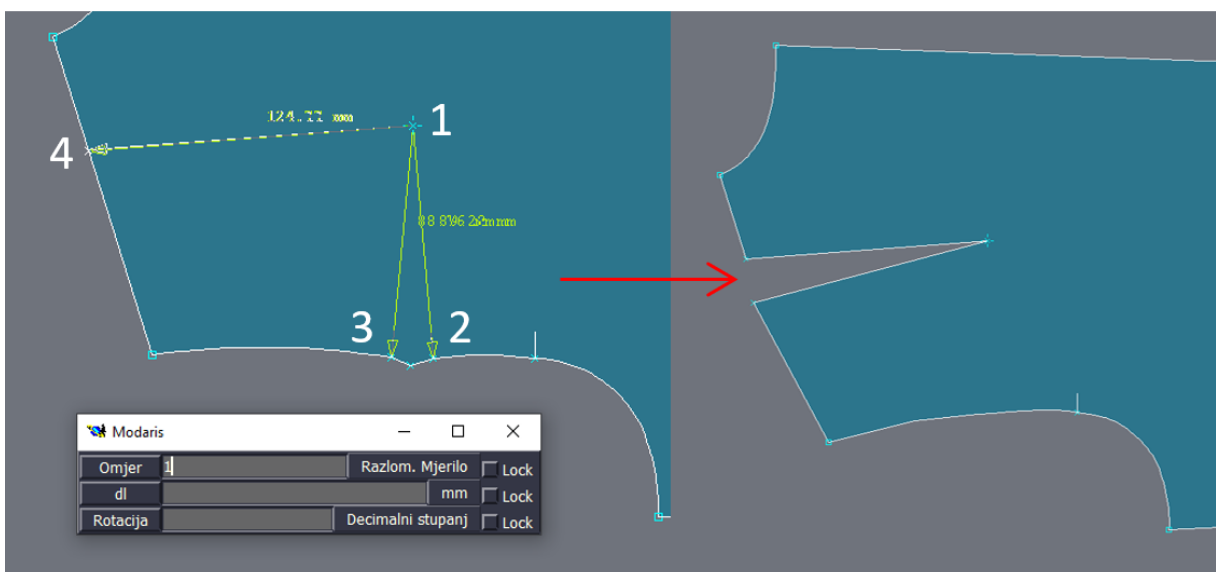 124.22 mm
1
4
3
2
Modaris
Omjer 1 Razlom. Mjerilo Lock
dl mm Lock
Rotacija Decimalni stupanj Lock